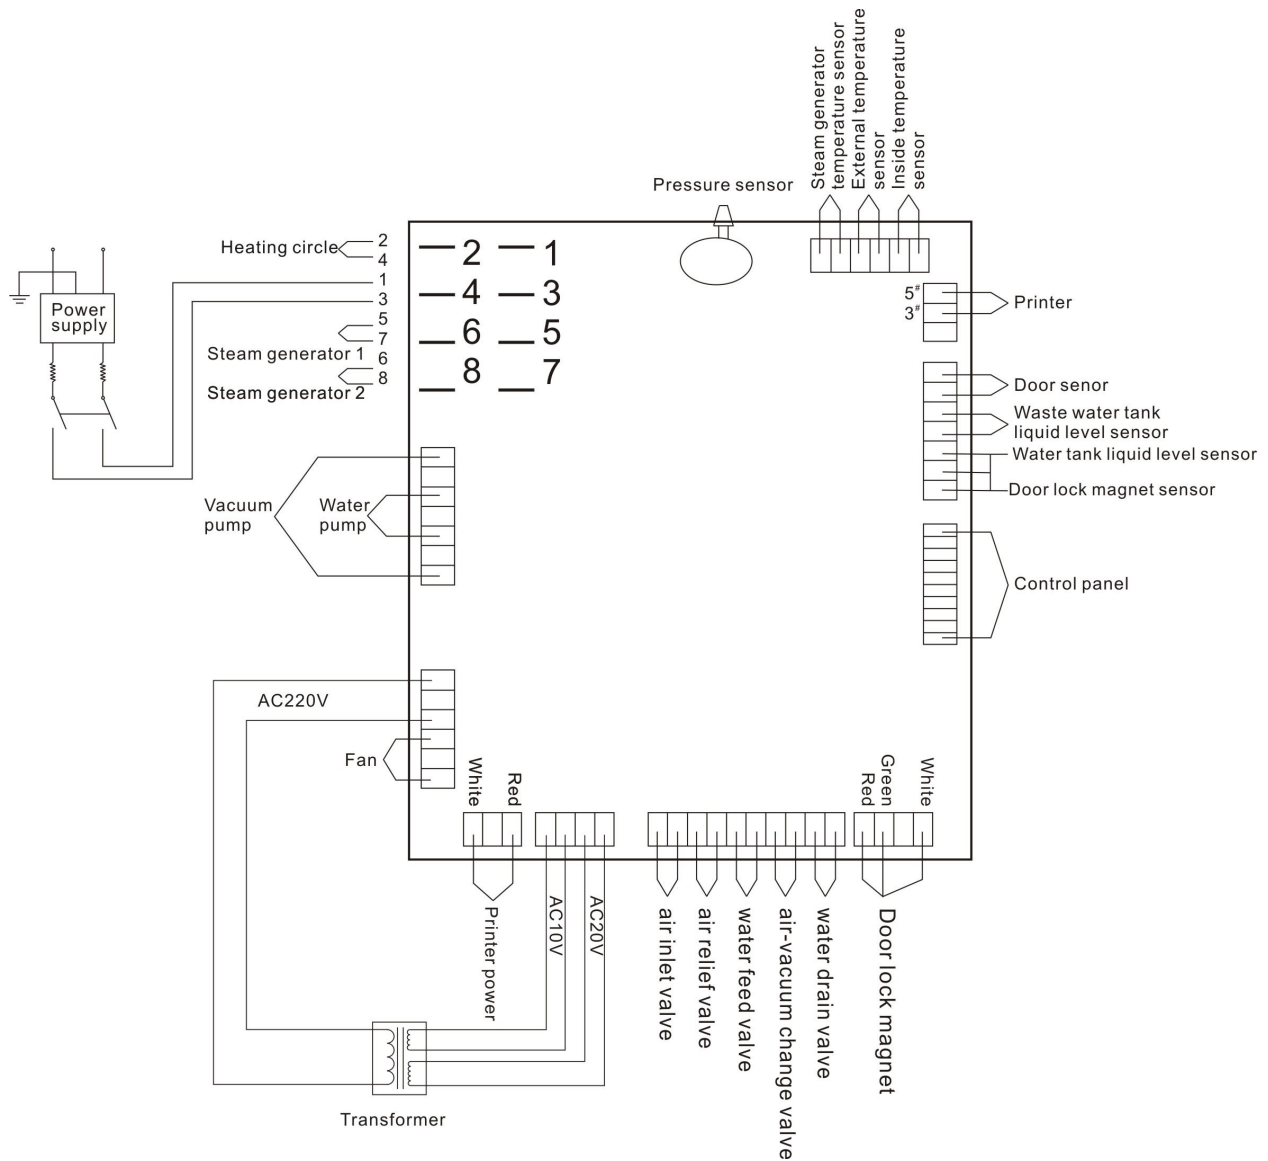 Steam generator
temperature sensor
External temperature
sensor
Inside temperature
sensor
Pressure sensor
Heating circle
2
4
1
3
5
7
Steam generator 1
6
8
Steam generator 2
Power
supply
2 1
4 3
6 5
8 7
5#
3#
Printer
Door senor
Waste water tank
liquid level sensor
Water tank liquid level sensor
Door lock magnet sensor
Vacuum
pump
Water
pump
Control panel
AC220V
Fan
White
Red
Red
Green
White
Printer power
AC10V
AC20V
air inlet valve
air relief valve
water feed valve
air-vacuum change valve
water drain valve
Door lock magnet
Transformer